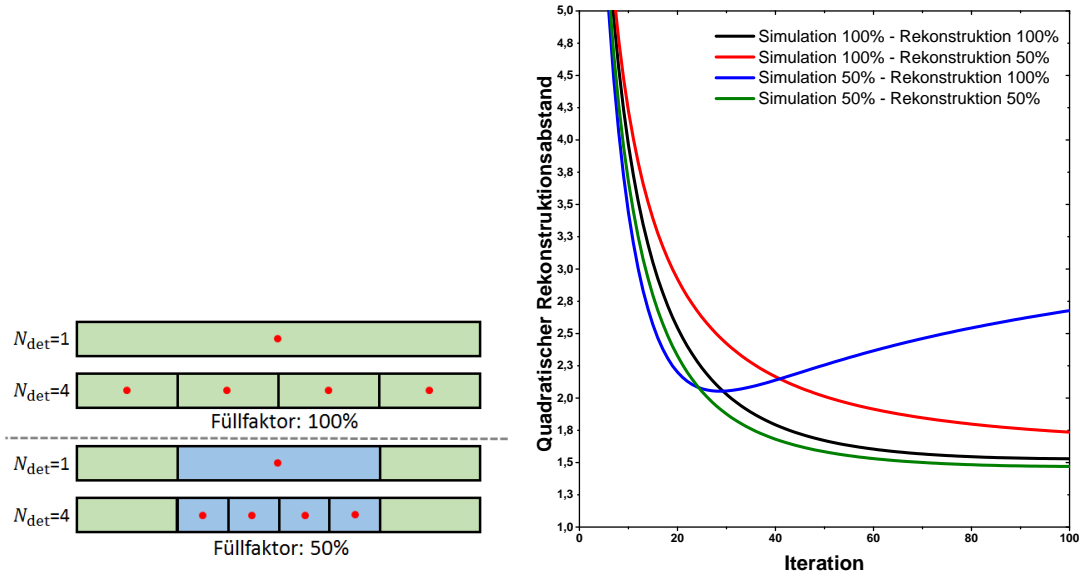 N_det=1
N_det=4
Füllfaktor: 100%
N_det=1
N_det=4
Füllfaktor: 50%
Quadratischer Rekonstruktionsabstand
5,0
4,8
4,5
4,3
4,0
3,8
3,5
3,3
3,0
2,8
2,5
2,3
2,0
1,8
1,5
1,3
1,0
Simulation 100% - Rekonstruktion 100%
Simulation 100% - Rekonstruktion 50%
Simulation 50% - Rekonstruktion 100%
Simulation 50% - Rekonstruktion 50%
0 20 40 60 80 100
Iteration